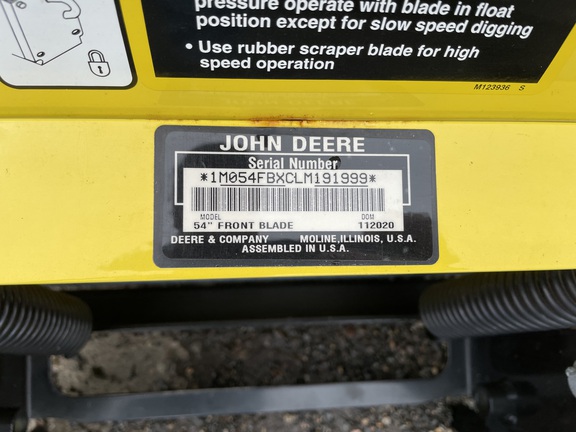 pressure operate with blade in float
position except for slow speed digging
• Use rubber scraper blade for high
speed operation
M123936 S
JOHN DEERE
Serial Number
*1M054FBXCLM191999*
MODEL DOM
54" FRONT BLADE 112020
DEERE & COMPANY MOLINE,ILLINOIS, U.S.A.
ASSEMBLED IN U.S.A.